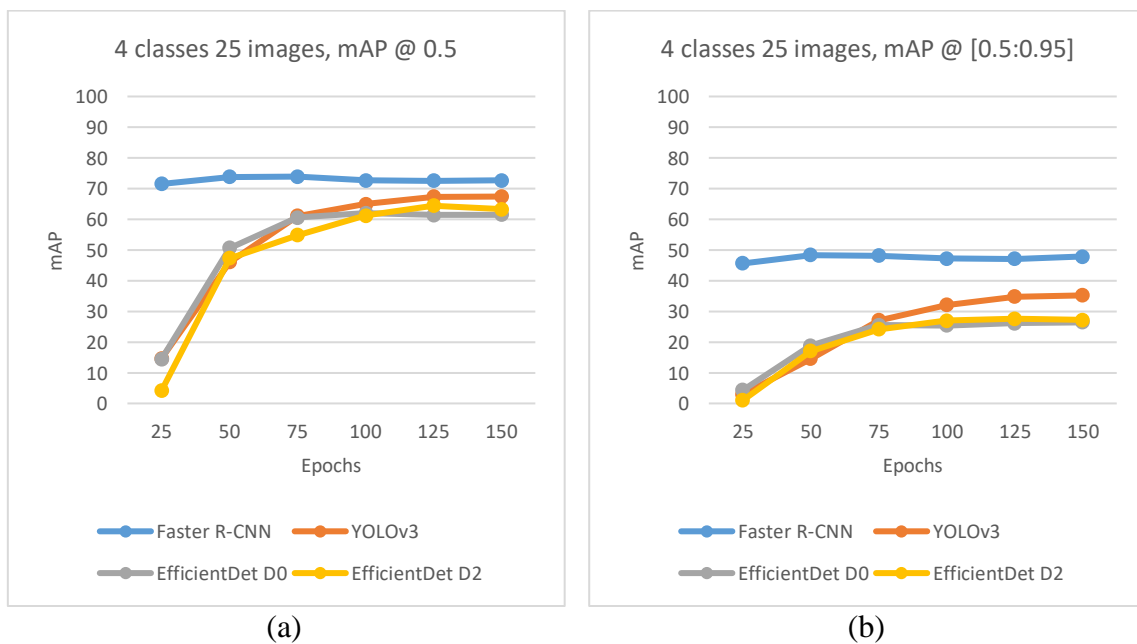 4 classes 25 images, mAP @ 0.5
100
90
80
70
60
50
40
30
20
10
0
mAP
25 50 75 100 125 150
Epochs
Faster R-CNN YOLOv3
EfficientDet D0 EfficientDet D2
(a)
4 classes 25 images, mAP @ [0.5:0.95]
100
90
80
70
60
50
40
30
20
10
0
mAP
25 50 75 100 125 150
Epochs
Faster R-CNN YOLOv3
EfficientDet D0 EfficientDet D2
(b)